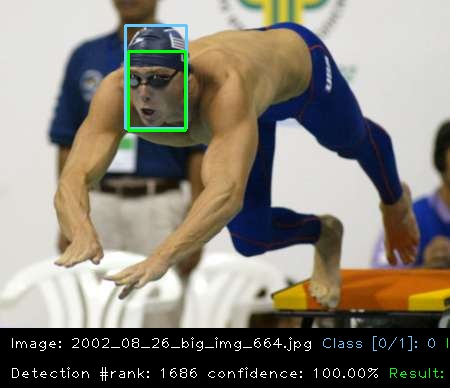 Image: 2002_08_26_big_img_664.jpg Class [0/1]: 0
Detection #rank: 1686 confidence: 100.00% Result: